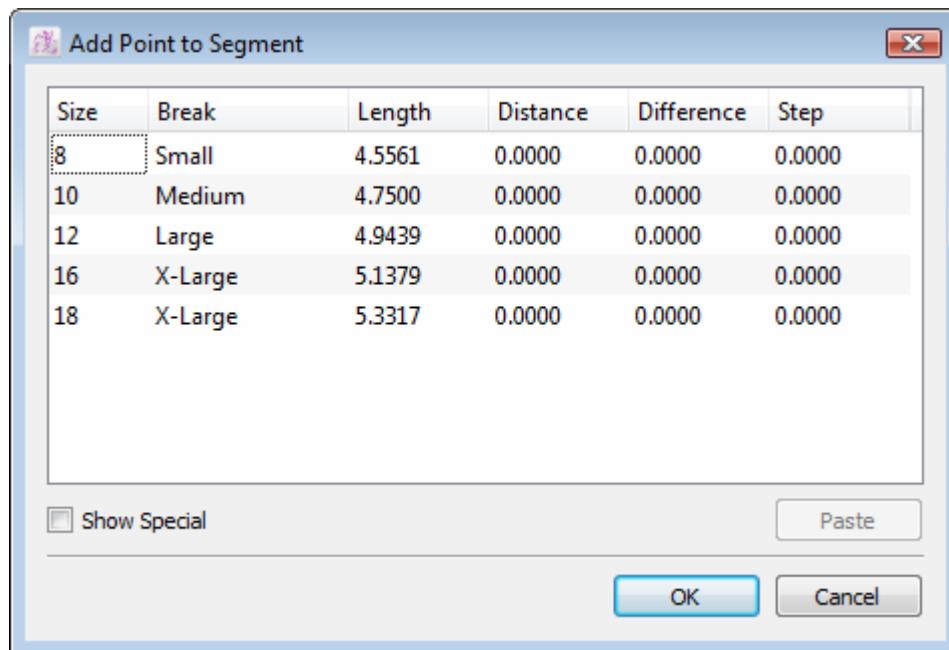 Add Point to Segment
Size Break Length Distance Difference Step
8 Small 4.5561 0.0000 0.0000 0.0000
10 Medium 4.7500 0.0000 0.0000 0.0000
12 Large 4.9439 0.0000 0.0000 0.0000
16 X-Large 5.1379 0.0000 0.0000 0.0000
18 X-Large 5.3317 0.0000 0.0000 0.0000
Show Special Paste
OK Cancel